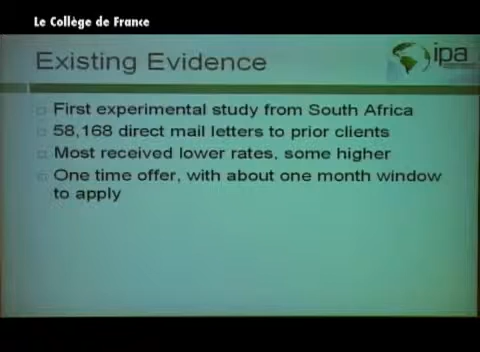 Le Collège de France
Existing Evidence
ipa
First experimental study from South Africa
58,168 direct mail letters to prior clients
Most received lower rates, some higher
One time offer, with about one month window
to apply